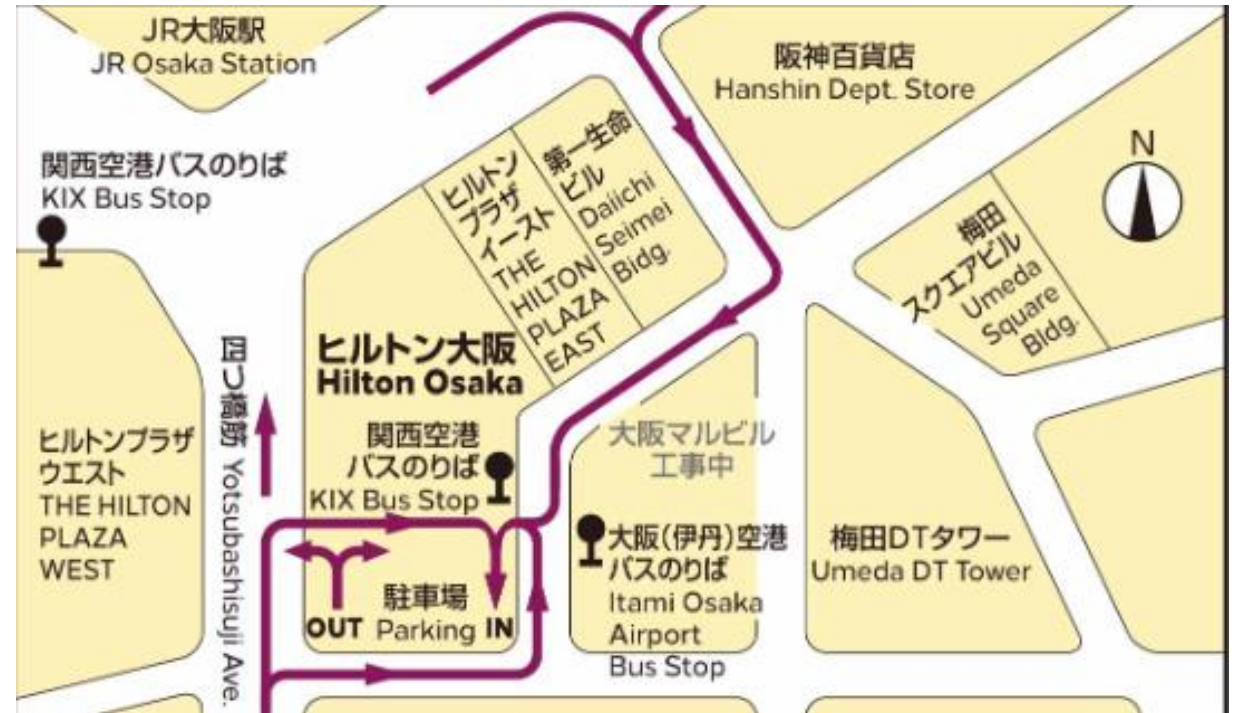 JR大阪駅
JR Osaka Station
阪神百貨店
Hanshin Dept. Store
N
関西空港バスのりば
KIX Bus Stop
ヒルトン
プラザ
イースト
THE
HILTON
PLAZA
EAST
第一生命
ビル
Daiichi
Seimei
Bldg.
梅田
スクエアビル
Umeda
Square
Bldg.
ヒルトン大阪
Hilton Osaka
四つ橋筋 Yotsubashisuji Ave.
関西空港
バスのりば
KIX Bus Stop
大阪マルビル
工事中
ヒルトンプラザ
ウエスト
THE HILTON
PLAZA
WEST
大阪(伊丹)空港
バスのりば
Itami Osaka
Airport
Bus Stop
梅田DTタワー
Umeda DT Tower
駐車場
OUT Parking IN